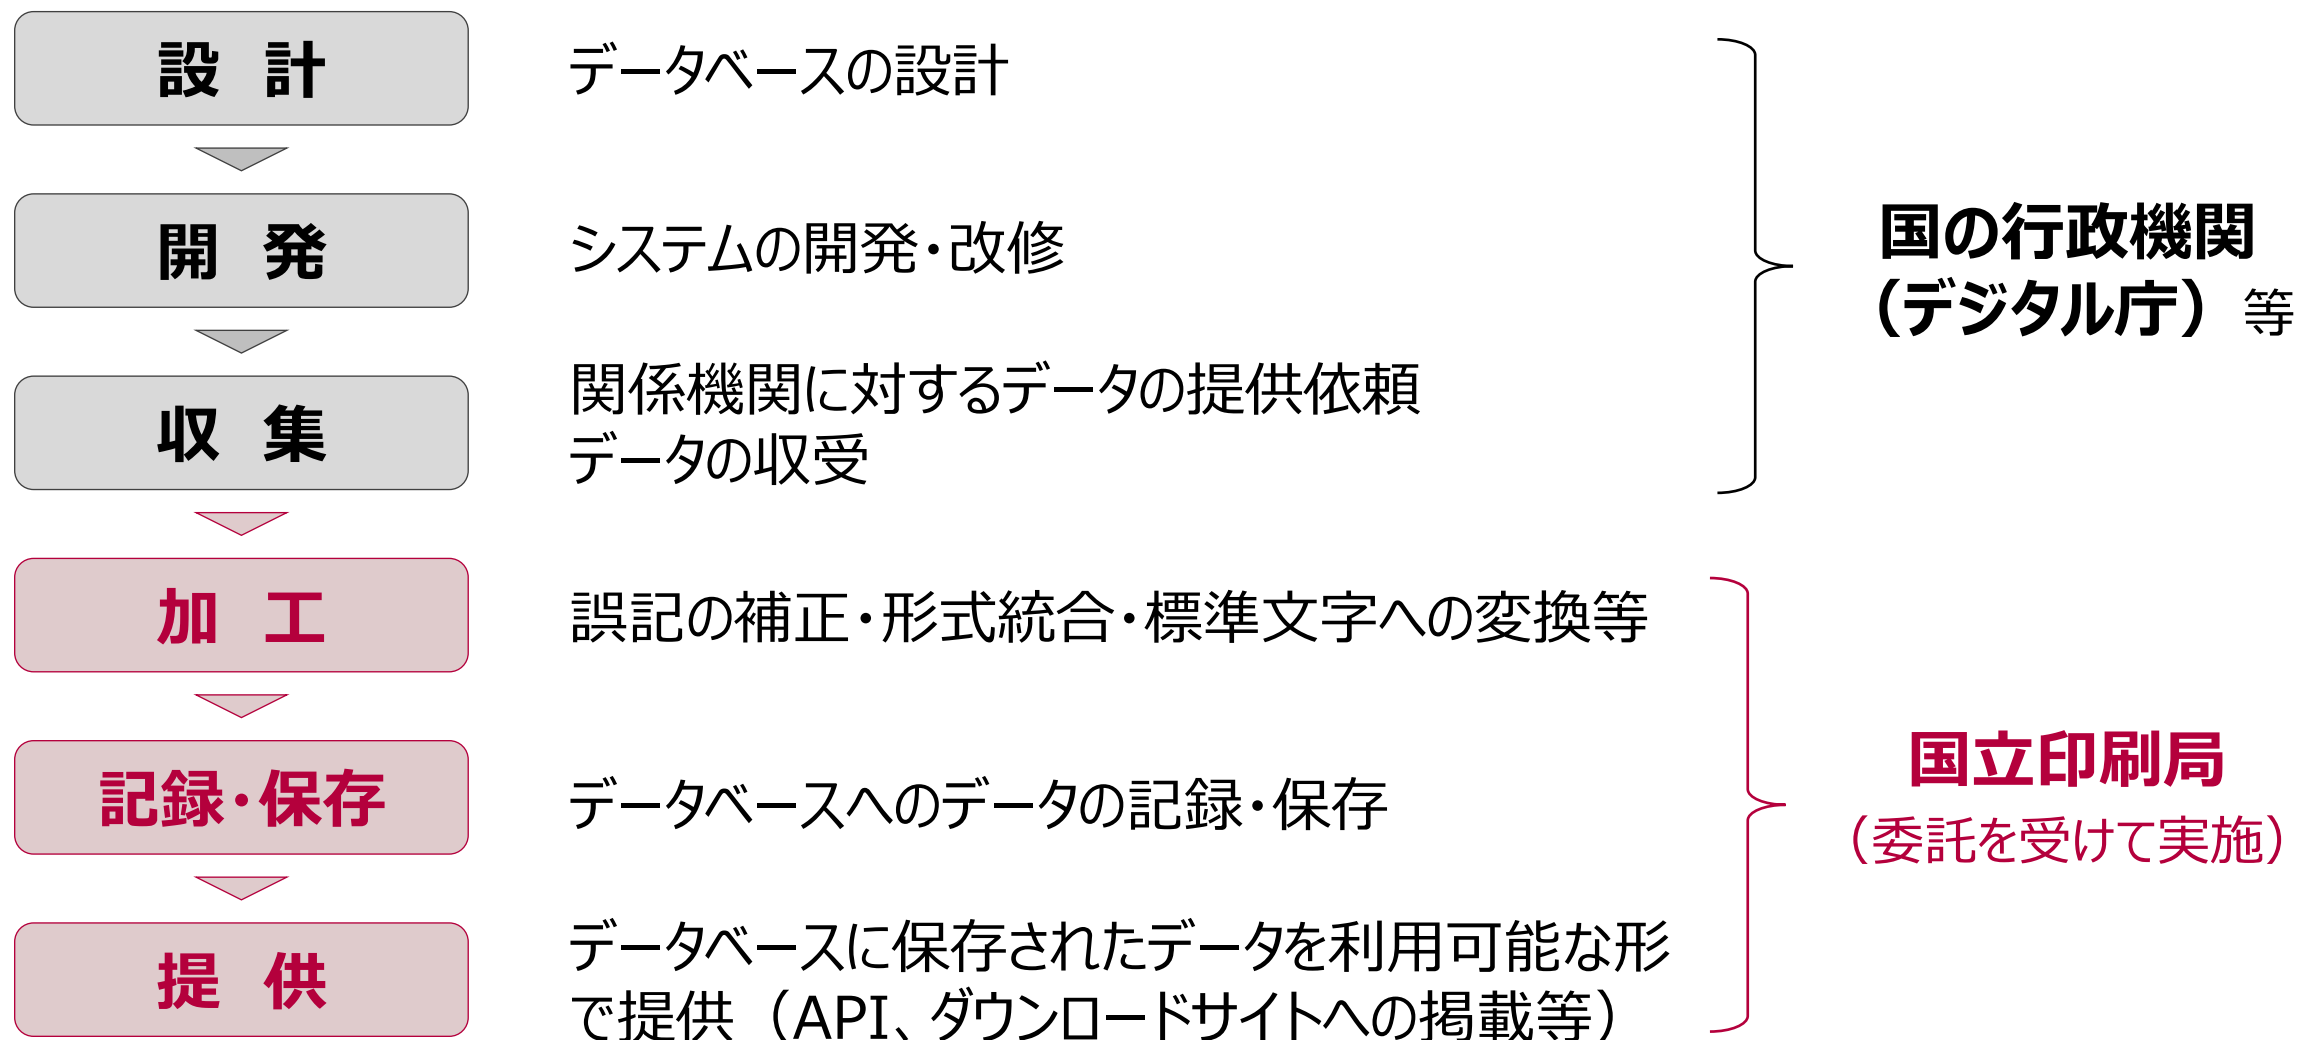 設　計
データベースの設計
開　発
システムの開発・改修
収　集
関係機関に対するデータの提供依頼
データの収受
国の行政機関
（デジタル庁）等
加　工
誤記の補正・形式統合・標準文字への変換等
記録・保存
データベースへのデータの記録・保存
提　供
データベースに保存されたデータを利用可能な形
で提供（API、ダウンロードサイトへの掲載等）
国立印刷局
（委託を受けて実施）